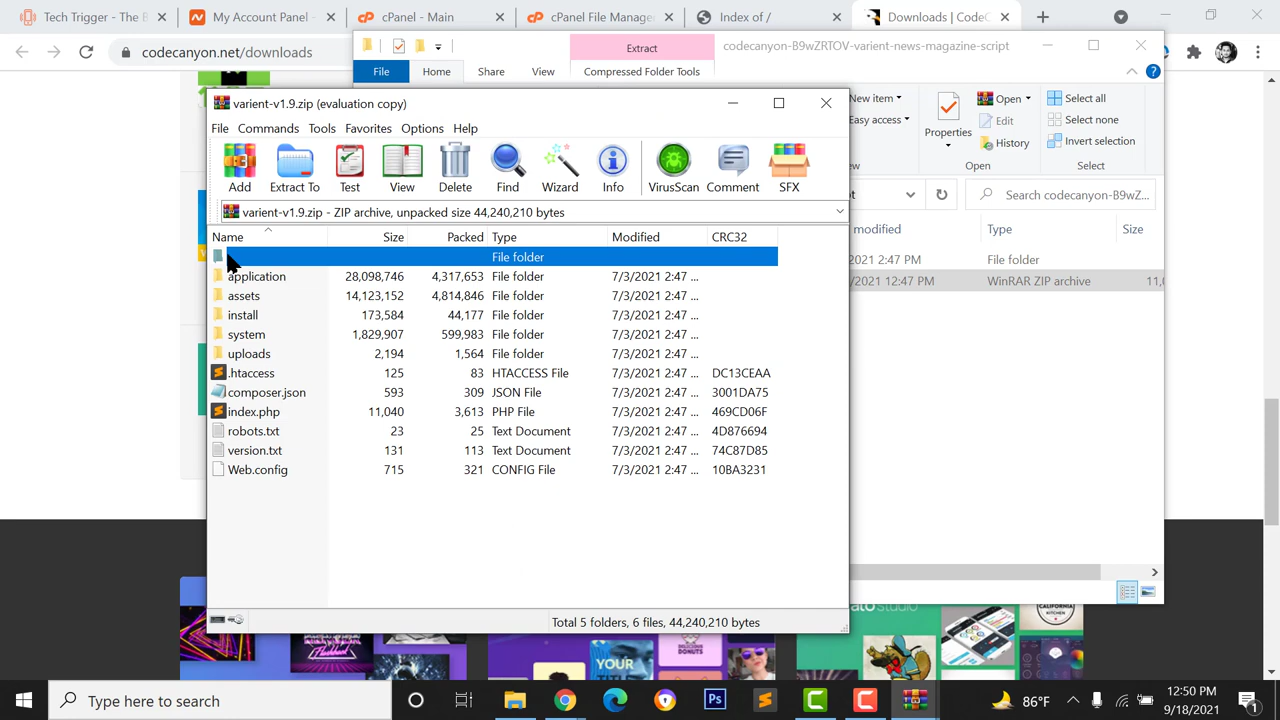 Tech Trigger - The B
My Account Panel -
cPanel - Main
cPanel File Manage
Index of /
Downloads | Code
codecanyon.net/downloads
Extract
codecanyon-B9wZRTOV-varient-news-magazine-script
File
Home
Share
View
Compressed Folder Tools
varient-v1.9.zip (evaluation copy)
File Commands Tools Favorites Options Help
Add
Extract To
Test
View
Delete
Find
Wizard
Info
VirusScan
Comment
SFX
New item
Easy access
Properties
Open
Edit
History
Open
Select all
Select none
Invert selection
Select
varient-v1.9.zip - ZIP archive, unpacked size 44,240,210 bytes
Search codecanyon-B9wZ...
Name Size Packed Type Modified CRC32
File folder
application 28,098,746 4,317,653 File folder 7/3/2021 2:47 ...
assets 14,123,152 4,814,846 File folder 7/3/2021 2:47 ...
install 173,584 44,177 File folder 7/3/2021 2:47 ...
system 1,829,907 599,983 File folder 7/3/2021 2:47 ...
uploads 2,194 1,564 File folder 7/3/2021 2:47 ...
.htaccess 125 83 HTACCESS File 7/3/2021 2:47 ... DC13CEAA
composer.json 593 309 JSON File 7/3/2021 2:47 ... 3001DA75
index.php 11,040 3,613 PHP File 7/3/2021 2:47 ... 469CD06F
robots.txt 23 25 Text Document 7/3/2021 2:47 ... 4D876694
version.txt 131 113 Text Document 7/3/2021 2:47 ... 74C87D85
Web.config 715 321 CONFIG File 7/3/2021 2:47 ... 10BA3231
modified Type Size
2:47 PM File folder
/2021 12:47 PM WinRAR ZIP archive 11,0
Total 5 folders, 6 files, 44,240,210 bytes
YOUR
CALIFORNIA
KITCHEN
Type here to search
Ps
86°F
12:50 PM
9/18/2021
1